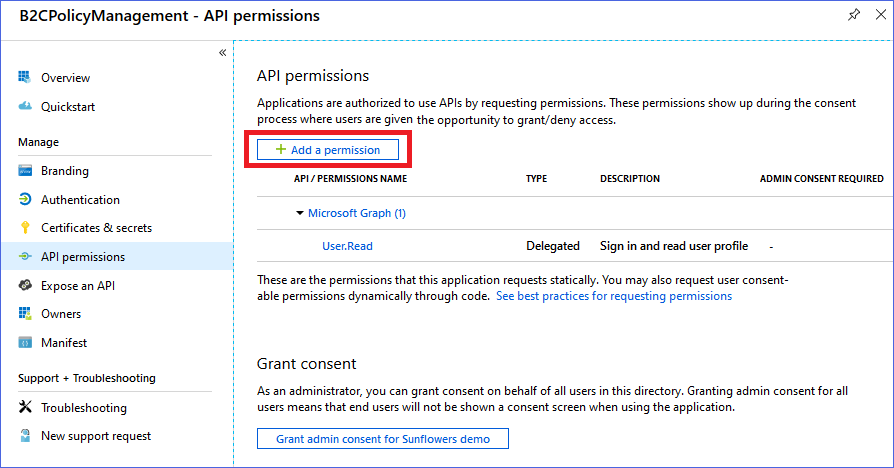 B2CPolicyManagement - API permissions
«
Overview
Quickstart
Manage
Branding
Authentication
Certificates & secrets
API permissions
Expose an API
Owners
Manifest
Support + Troubleshooting
Troubleshooting
New support request
API permissions
Applications are authorized to use APIs by requesting permissions. These permissions show up during the consent
process where users are given the opportunity to grant/deny access.
+ Add a permission
API / PERMISSIONS NAME TYPE DESCRIPTION ADMIN CONSENT REQUIRED
Microsoft Graph (1)
User.Read Delegated Sign in and read user profile -
These are the permissions that this application requests statically. You may also request user consent-
able permissions dynamically through code. See best practices for requesting permissions
Grant consent
As an administrator, you can grant consent on behalf of all users in this directory. Granting admin consent for all
users means that end users will not be shown a consent screen when using the application.
Grant admin consent for Sunflowers demo